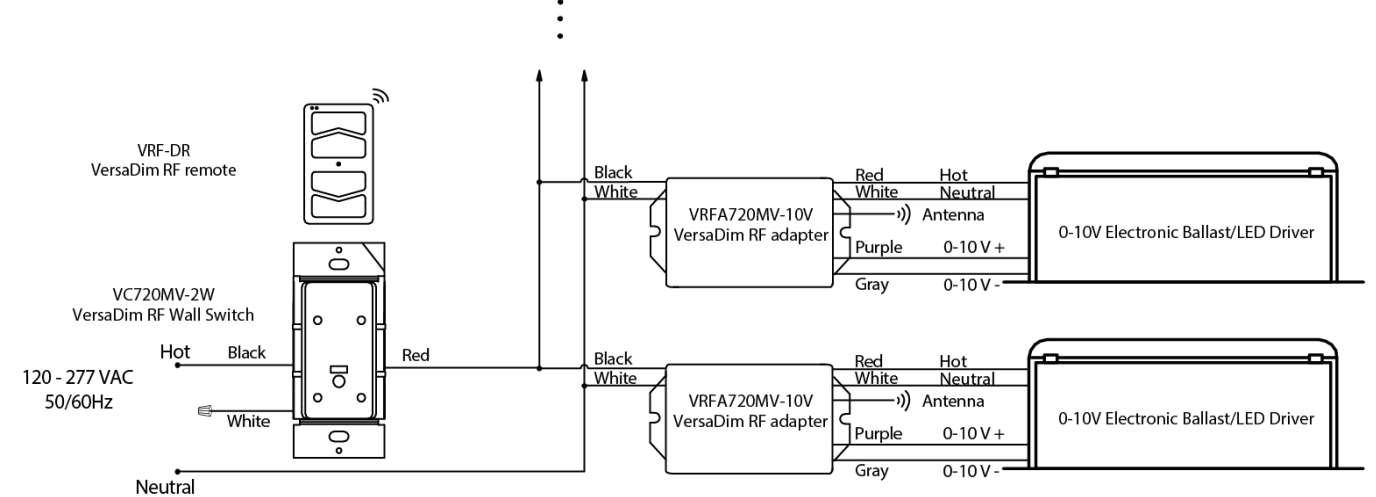 VRF-DR
VersaDim RF remote
VC720MV-2W
VersaDim RF Wall Switch
Hot
Black
Red
120 - 277 VAC
50/60Hz
White
Neutral
Black
White
VRFA720MV-10V
VersaDim RF adapter
Red
Hot
White
Neutral
Antenna
Purple
0-10 V +
Gray
0-10 V -
0-10V Electronic Ballast/LED Driver
Black
White
VRFA720MV-10V
VersaDim RF adapter
Red
Hot
White
Neutral
Antenna
Purple
0-10 V +
Gray
0-10 V -
0-10V Electronic Ballast/LED Driver